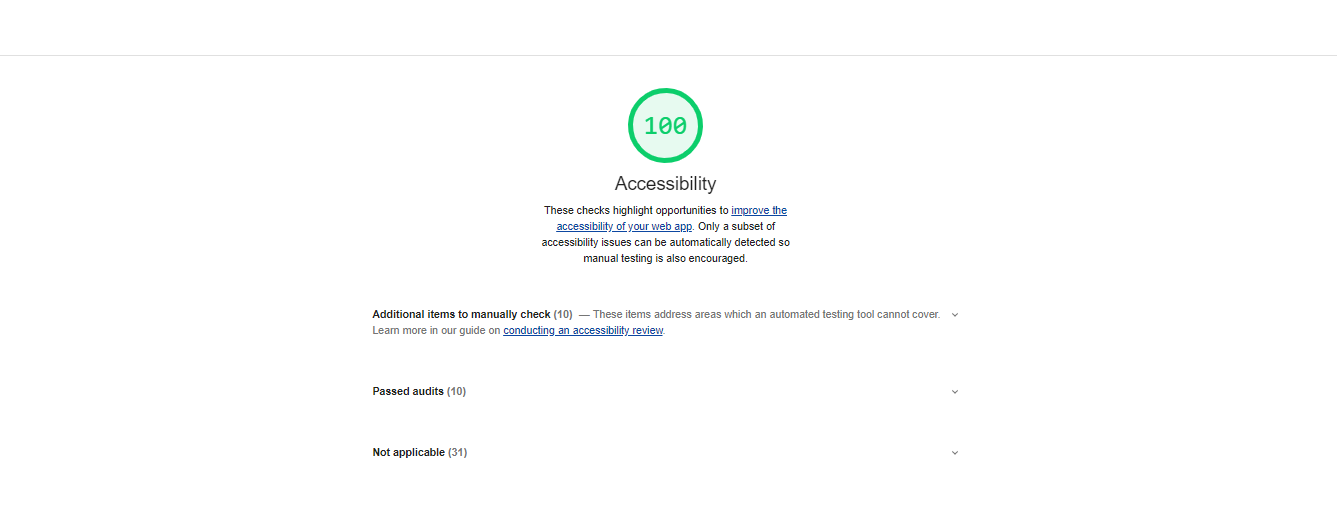 100
Accessibility
These checks highlight opportunities to improve the
accessibility of your web app. Only a subset of
accessibility issues can be automatically detected so
manual testing is also encouraged.
Additional items to manually check (10) — These items address areas which an automated testing tool cannot cover.
Learn more in our guide on conducting an accessibility review.
Passed audits (10)
Not applicable (31)